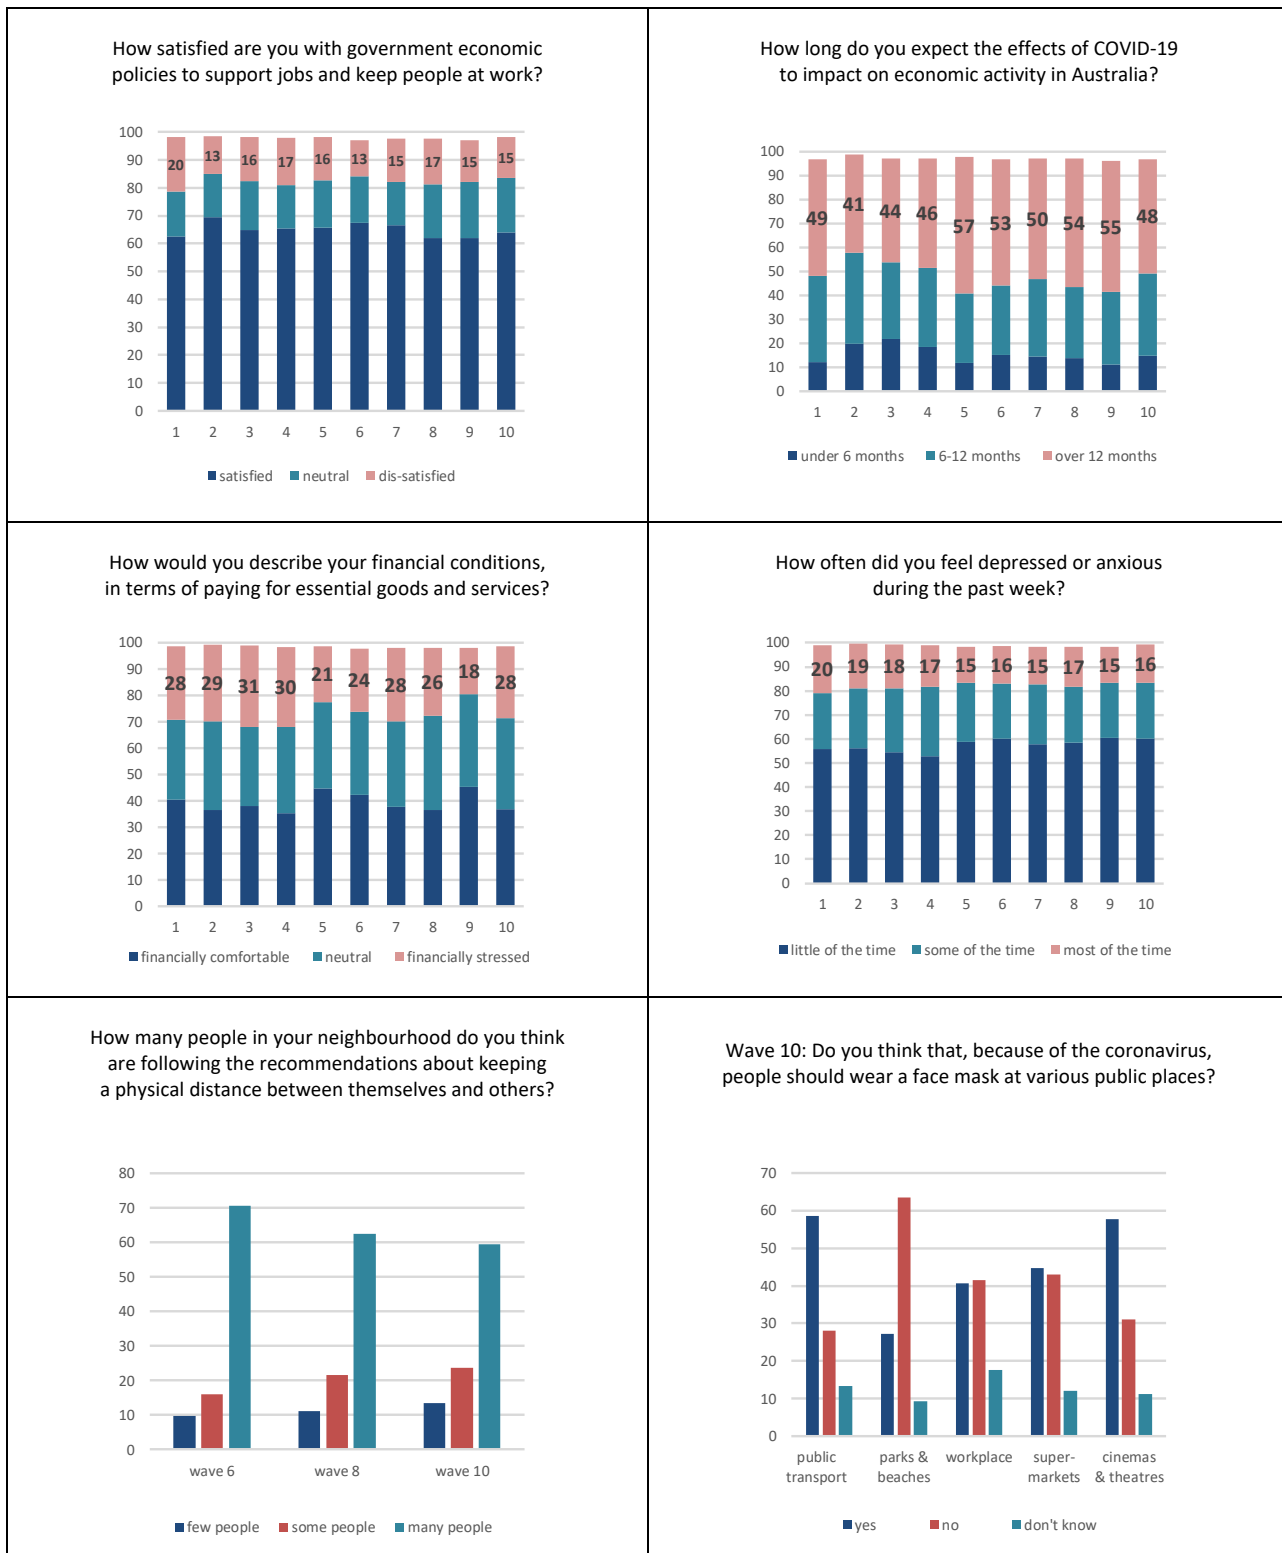 How satisfied are you with government economic
policies to support jobs and keep people at work?
100
90
80
70
60
50
40
30
20
10
0
20 13 16 17 16 13 15 17 15 15
1 2 3 4 5 6 7 8 9 10
satisfied neutral dis-satisfied
How long do you expect the effects of COVID-19
to impact on economic activity in Australia?
100
90
80
70
60
50
40
30
20
10
0
49 41 44 46 57 53 50 54 55 48
1 2 3 4 5 6 7 8 9 10
under 6 months 6-12 months over 12 months
How would you describe your financial conditions,
in terms of paying for essential goods and services?
100
90
80
70
60
50
40
30
20
10
0
28 29 31 30 21 24 28 26 18 28
1 2 3 4 5 6 7 8 9 10
financially comfortable neutral financially stressed
How often did you feel depressed or anxious
during the past week?
100
90
80
70
60
50
40
30
20
10
0
20 19 18 17 15 16 15 17 15 16
1 2 3 4 5 6 7 8 9 10
little of the time some of the time most of the time
How many people in your neighbourhood do you think
are following the recommendations about keeping
a physical distance between themselves and others?
80
70
60
50
40
30
20
10
0
wave 6 wave 8 wave 10
few people some people many people
Wave 10: Do you think that, because of the coronavirus,
people should wear a face mask at various public places?
70
60
50
40
30
20
10
0
public parks & workplace super- cinemas
transport beaches markets & theatres
yes no don't know